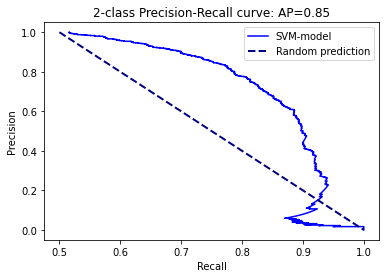 2-class Precision-Recall curve: AP=0.85
SVM-model
Random prediction
Precision
1.0
0.8
0.6
0.4
0.2
0.0
0.5
0.6
0.7
0.8
0.9
1.0
Recall